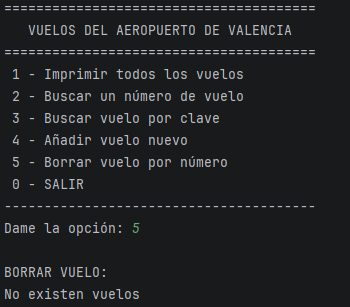 =======================================
VUELOS DEL AEROPUERTO DE VALENCIA
=======================================
1 - Imprimir todos los vuelos
2 - Buscar un número de vuelo
3 - Buscar vuelo por clave
4 - Añadir vuelo nuevo
5 - Borrar vuelo por número
0 - SALIR
---------------------------------------
Dame la opción: 5
BORRAR VUELO:
No existen vuelos